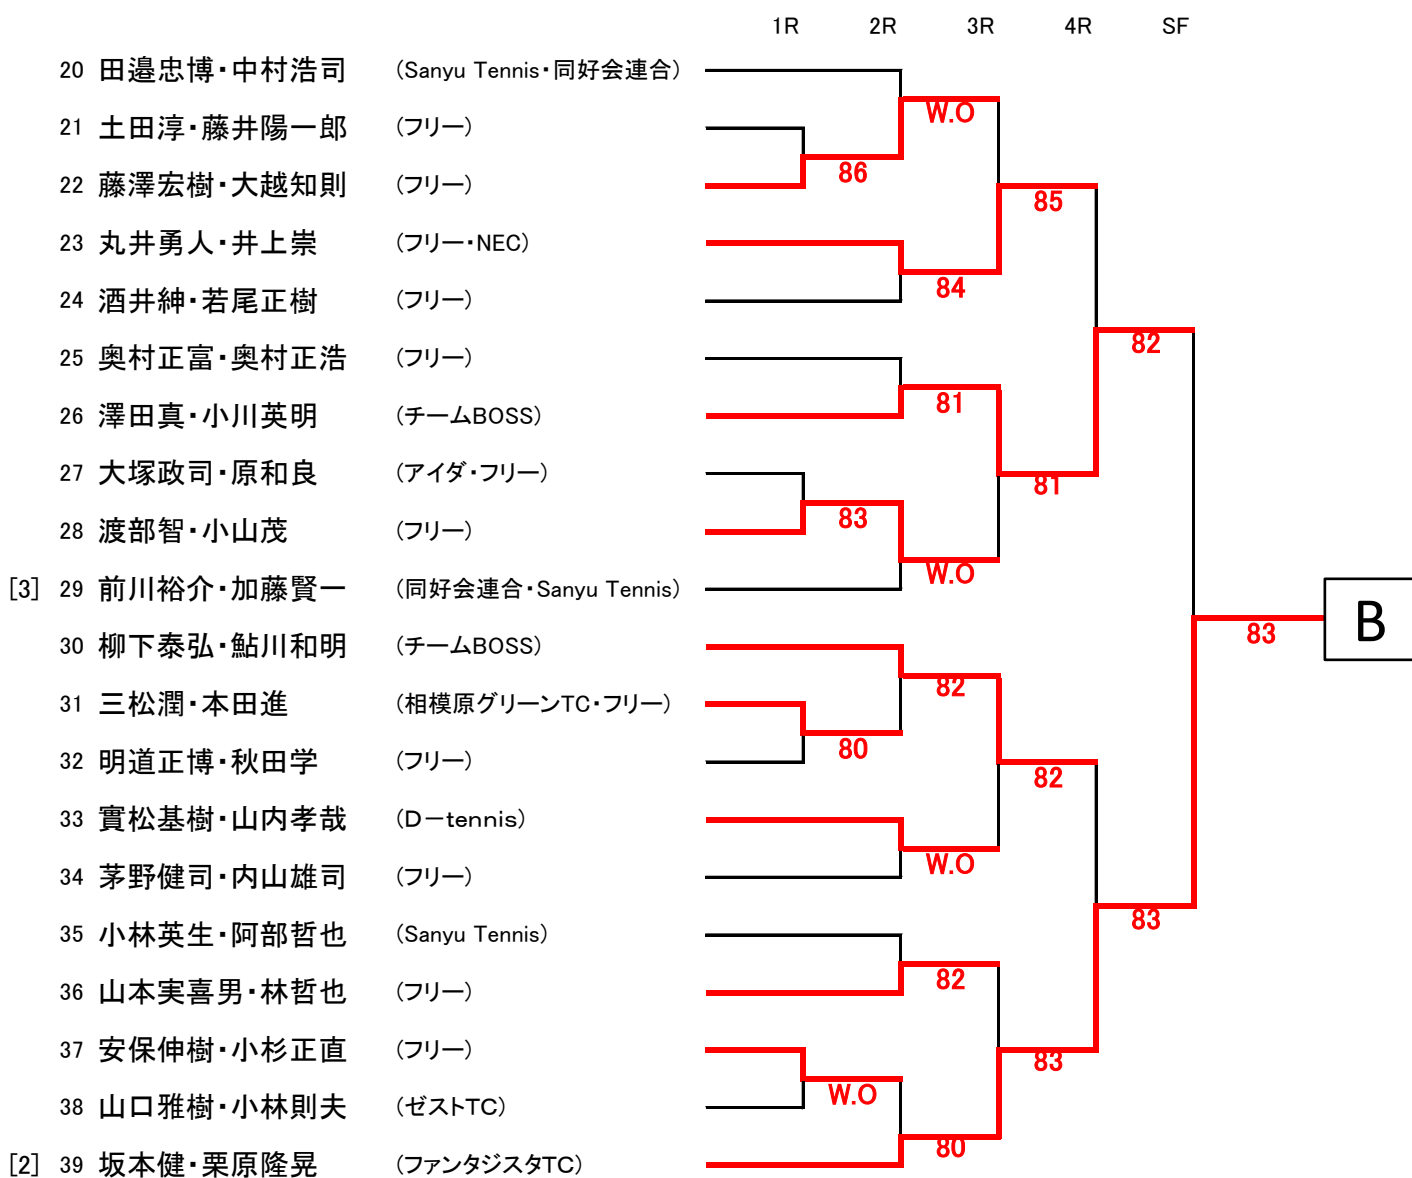 1R 2R 3R 4R SF
20 田邉忠博・中村浩司 (Sanyu Tennis・同好会連合)
W.O
21 土田淳・藤井陽一郎 (フリー)
86
22 藤澤宏樹・大越知則 (フリー)
85
23 丸井勇人・井上崇 (フリー・NEC)
84
24 酒井紳・若尾正樹 (フリー)
82
25 奥村正富・奥村正浩 (フリー)
81
26 澤田真・小川英明 (チームBOSS)
27 大塚政司・原和良 (アイダ・フリー)
81
83
28 渡部智・小山茂 (フリー)
W.O
[3] 29 前川裕介・加藤賢一 (同好会連合・Sanyu Tennis)
B
83
30 柳下泰弘・鮎川和明 (チームBOSS)
82
31 三松潤・本田進 (相模原グリーンTC・フリー)
80
32 明道正博・秋田学 (フリー)
82
33 實松基樹・山内孝哉 (D－tennis)
W.O
34 茅野健司・内山雄司 (フリー)
83
35 小林英生・阿部哲也 (Sanyu Tennis)
82
36 山本実喜男・林哲也 (フリー)
37 安保伸樹・小杉正直 (フリー)
83
W.O
38 山口雅樹・小林則夫 (ゼストTC)
80
[2] 39 坂本健・栗原隆晃 (ファンタジスタTC)